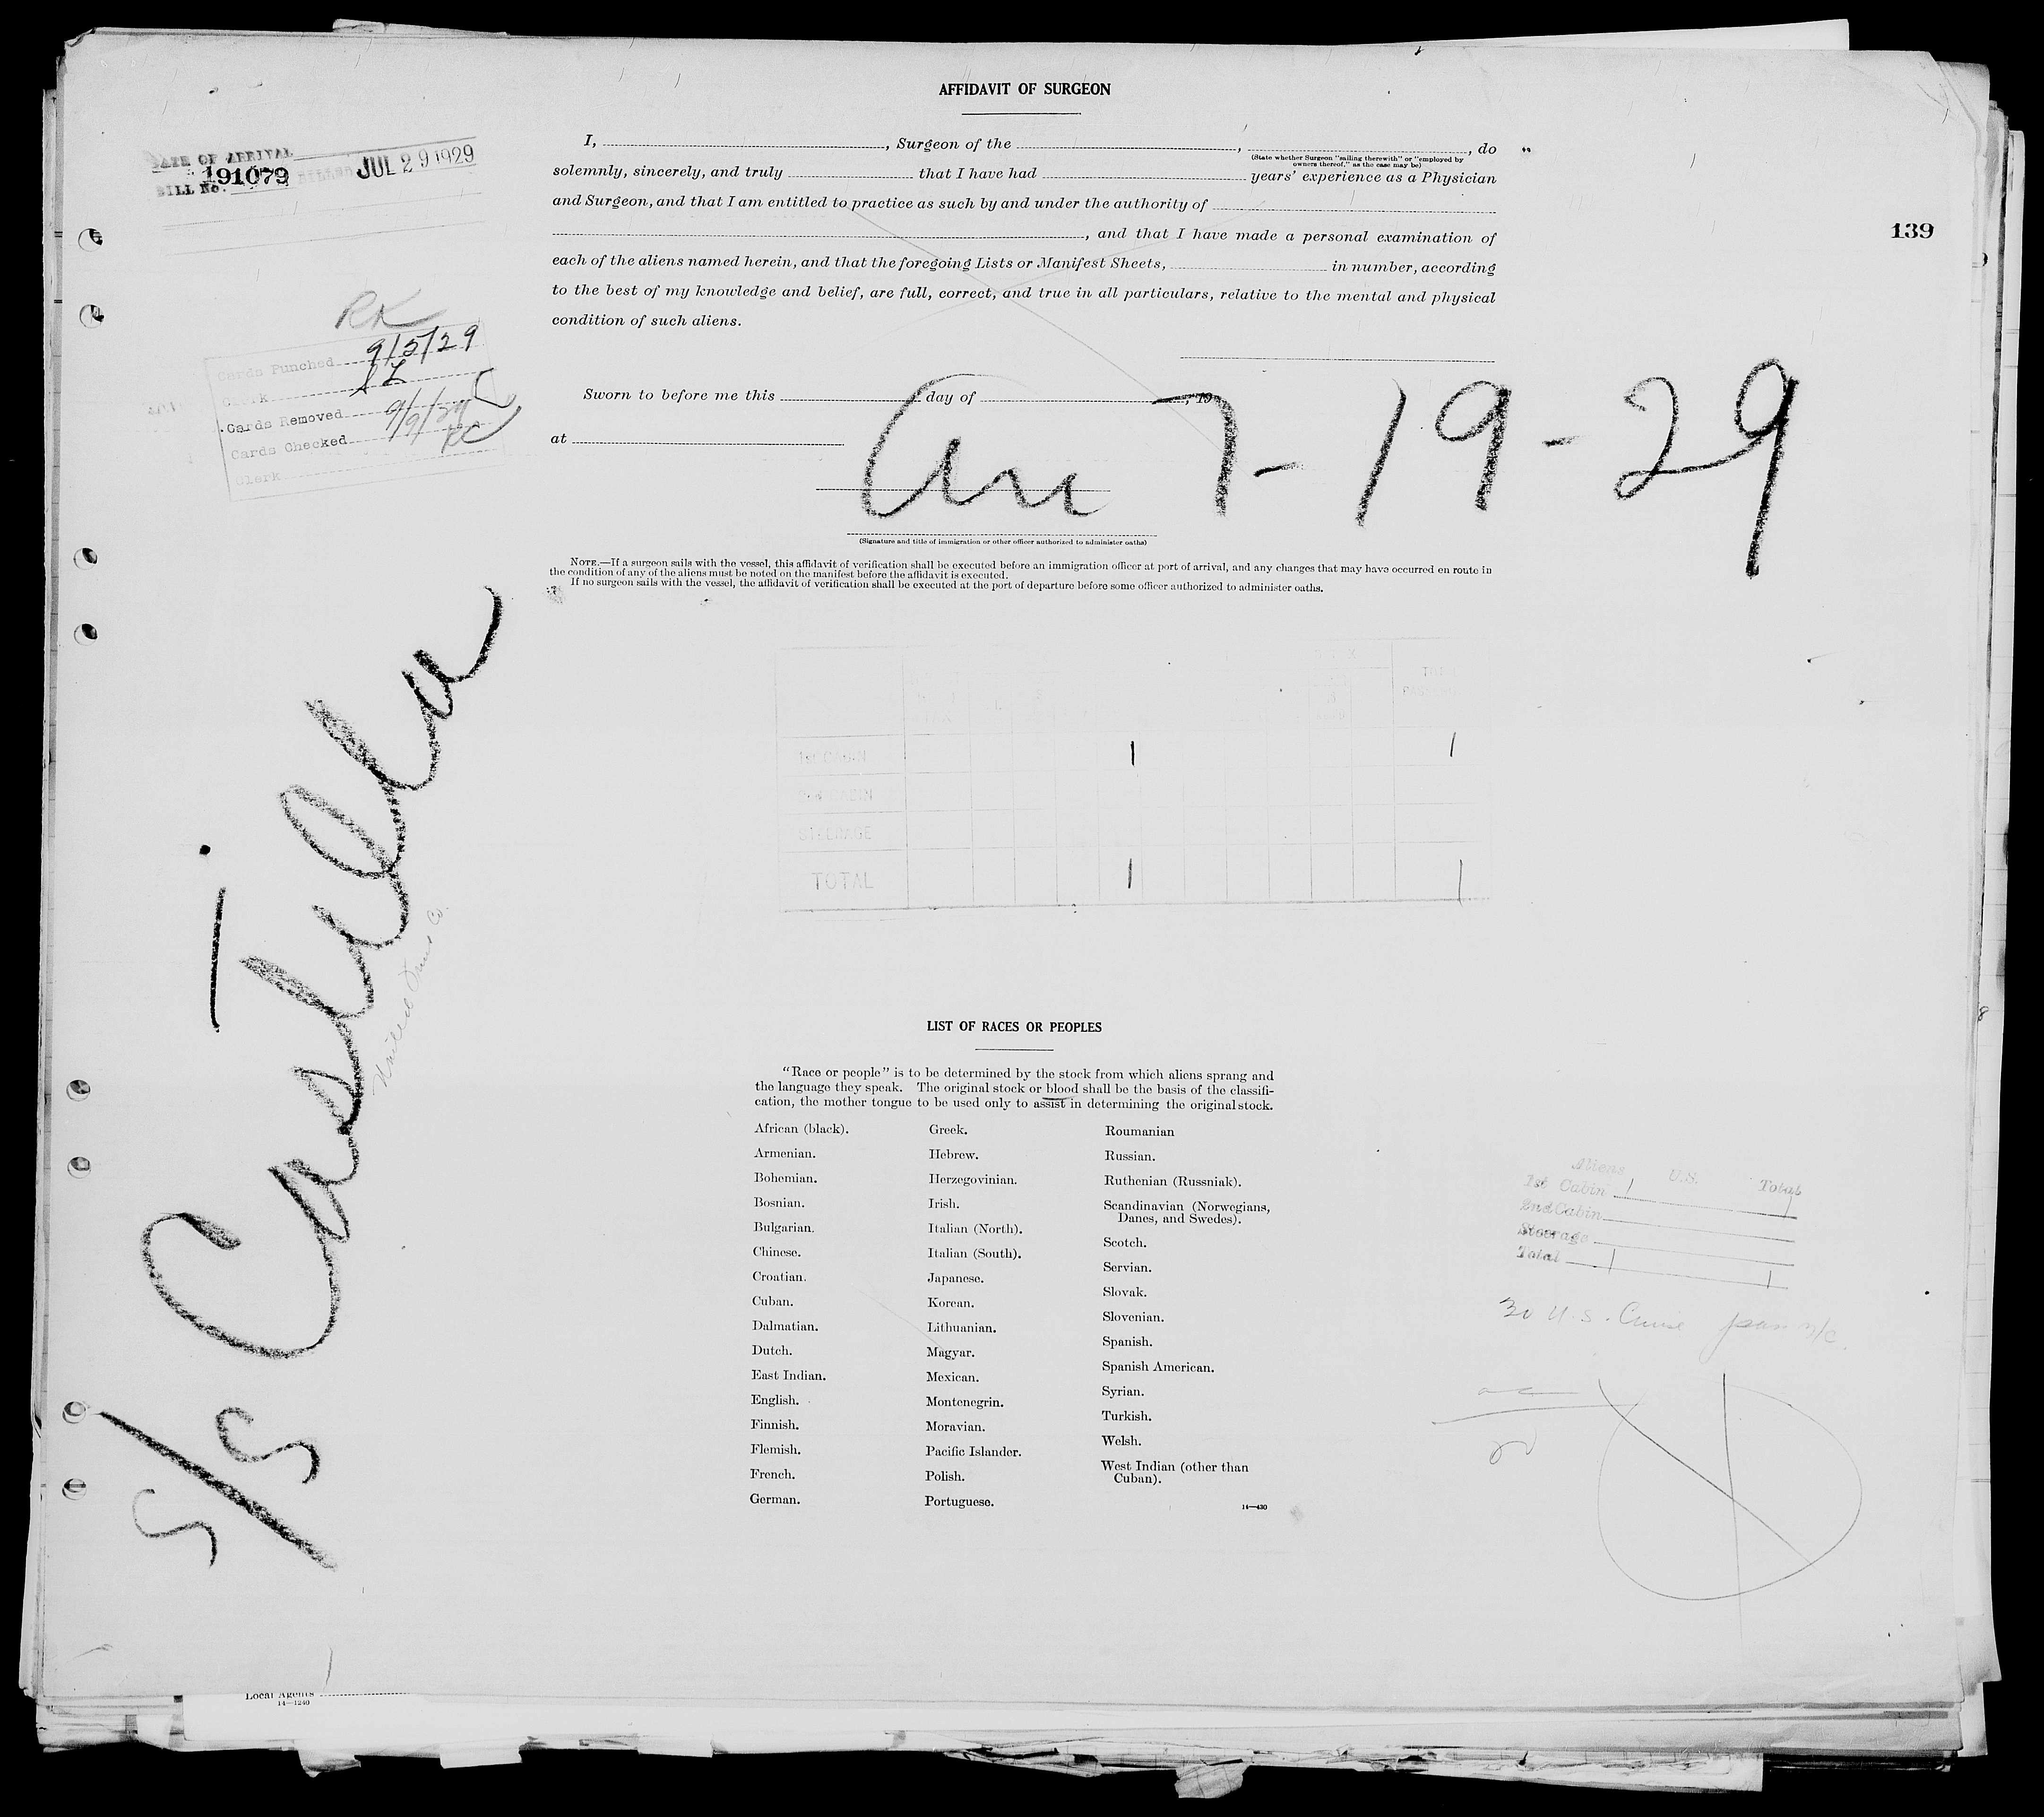 AFFIDAVIT OF SURGEON
I, , Surgeon of the , , do
(State whether Surgeon "sailing therewith" or "employed by
owners thereof," as the case may be)
solemnly, sincerely, and truly that I have had years' experience as a Physician
and Surgeon, and that I am entitled to practice as such by and under the authority of
, and that I have made a personal examination of
each of the aliens named herein, and that the foregoing Lists or Manifest Sheets, in number, according
to the best of my knowledge and belief, are full, correct, and true in all particulars, relative to the mental and physical
condition of such aliens.
Sworn to before me this day of , 19
at
(Signature and title of immigration or other officer authorized to administer oaths)
7-19-29
NOTE.—If a surgeon sails with the vessel, this affidavit of verification shall be executed before an immigration officer at port of arrival, and any changes that may have occurred en route in
the condition of any of the aliens must be noted on the manifest before the affidavit is executed.
If no surgeon sails with the vessel, the affidavit of verification shall be executed at the port of departure before some officer authorized to administer oaths.
DATE OF ARRIVAL
191079 JUL 29 1929
BILL No. BILLED
139
RK
Cards Punched 9/5/29
Clerk
Cards Removed
Cards Checked 9/9/29
Clerk
S/S Castilla
1st CABIN 1 1
2nd CABIN
STEERAGE
TOTAL 1 1
LIST OF RACES OR PEOPLES
"Race or people" is to be determined by the stock from which aliens sprang and
the language they speak. The original stock or blood shall be the basis of the classifi-
cation, the mother tongue to be used only to assist in determining the original stock.
African (black).
Armenian.
Bohemian.
Bosnian.
Bulgarian.
Chinese.
Croatian.
Cuban.
Dalmatian.
Dutch.
East Indian.
English.
Finnish.
Flemish.
French.
German.
Greek.
Hebrew.
Herzegovinian.
Irish.
Italian (North).
Italian (South).
Japanese.
Korean.
Lithuanian.
Magyar.
Mexican.
Montenegrin.
Moravian.
Pacific Islander.
Polish.
Portuguese.
Roumanian
Russian.
Ruthenian (Russniak).
Scandinavian (Norwegians,
Danes, and Swedes).
Scotch.
Servian.
Slovak.
Slovenian.
Spanish.
Spanish American.
Syrian.
Turkish.
Welsh.
West Indian (other than
Cuban).
14—430
Aliens U.S. Total
1st Cabin 1 1
2nd Cabin
Steerage
Total 1 1
30 U.S. Cruise
Local Agents
14—1240